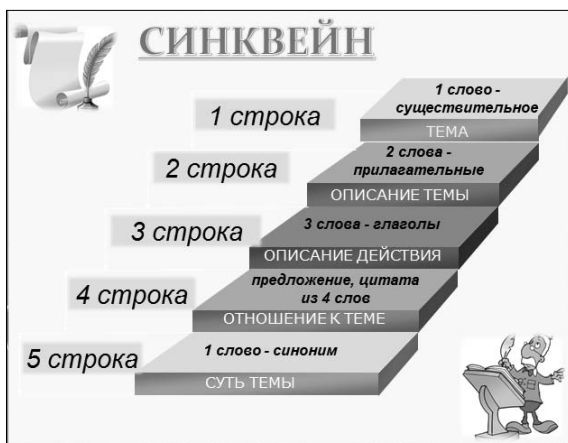 СИНКВЕЙН
1 строка
1 слово -
существительное
ТЕМА
2 строка
2 слова -
прилагательные
ОПИСАНИЕ ТЕМЫ
3 строка
3 слова - глаголы
ОПИСАНИЕ ДЕЙСТВИЯ
4 строка
предложение, цитата
из 4 слов
ОТНОШЕНИЕ К ТЕМЕ
5 строка
1 слово - синоним
СУТЬ ТЕМЫ